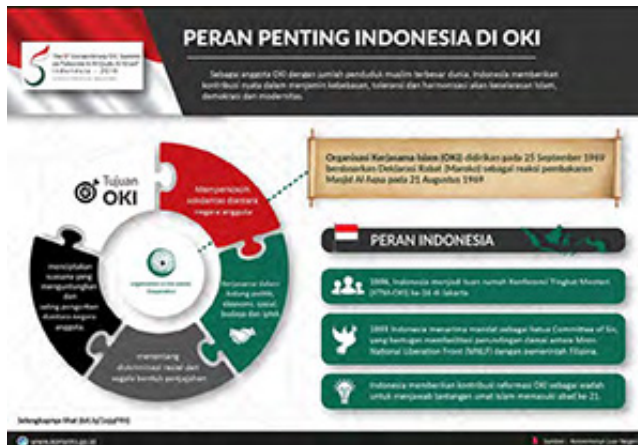 PERAN PENTING INDONESIA DI OKI
Sebagai anggota OKI dengan jumlah penduduk muslim terbesar dunia, Indonesia memberikan
kontribusi nyata dalam menjamin kebebasan, toleransi dan harmonisasi akan keselarasan Islam,
demokrasi dan modernitas.
Tujuan
OKI
Memperkokoh
solidaritas diantara
negara anggota
Kerjasama dalam
bidang politik,
ekonomi, sosial,
budaya dan iptek
menentang
diskriminasi rasial dan
segala bentuk penjajahan
menciptakan
suasana yang
menguntungkan
dan
saling pengertian
diantara negara
anggota.
Organisasi Kerjasama Islam (OKI) didirikan pada 25 September 1969
berdasarkan Deklarasi Rabat (Maroko) sebagai reaksi pembakaran
Masjid Al Aqsa pada 21 Augustus 1969
PERAN INDONESIA
1996, Indonesia menjadi tuan rumah Konferensi Tingkat Menteri
(KTM-OKI) ke-24 di Jakarta
1993 Indonesia menerima mandat sebagai ketua Committee of Six,
yang bertugas memfasilitasi perundingan damai antara Moro
National Liberation Front (MNLF) dengan pemerintah Filipina.
Indonesia memberikan kontribusi reformasi OKI sebagai wadah
untuk menjawab tantangan umat Islam memasuki abad ke-21.
Selengkapnya lihat